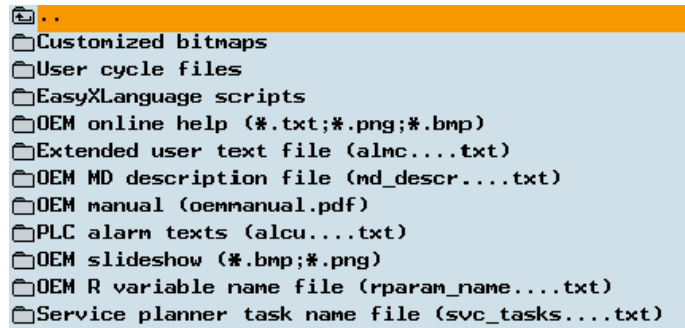 ..
Customized bitmaps
User cycle files
EasyXLanguage scripts
OEM online help (*.txt;*.png;*.bmp)
Extended user text file (almc....txt)
OEM MD description file (md_descr....txt)
OEM manual (oemmanual.pdf)
PLC alarm texts (alcu....txt)
OEM slideshow (*.bmp;*.png)
OEM R variable name file (rparam_name....txt)
Service planner task name file (svc_tasks....txt)